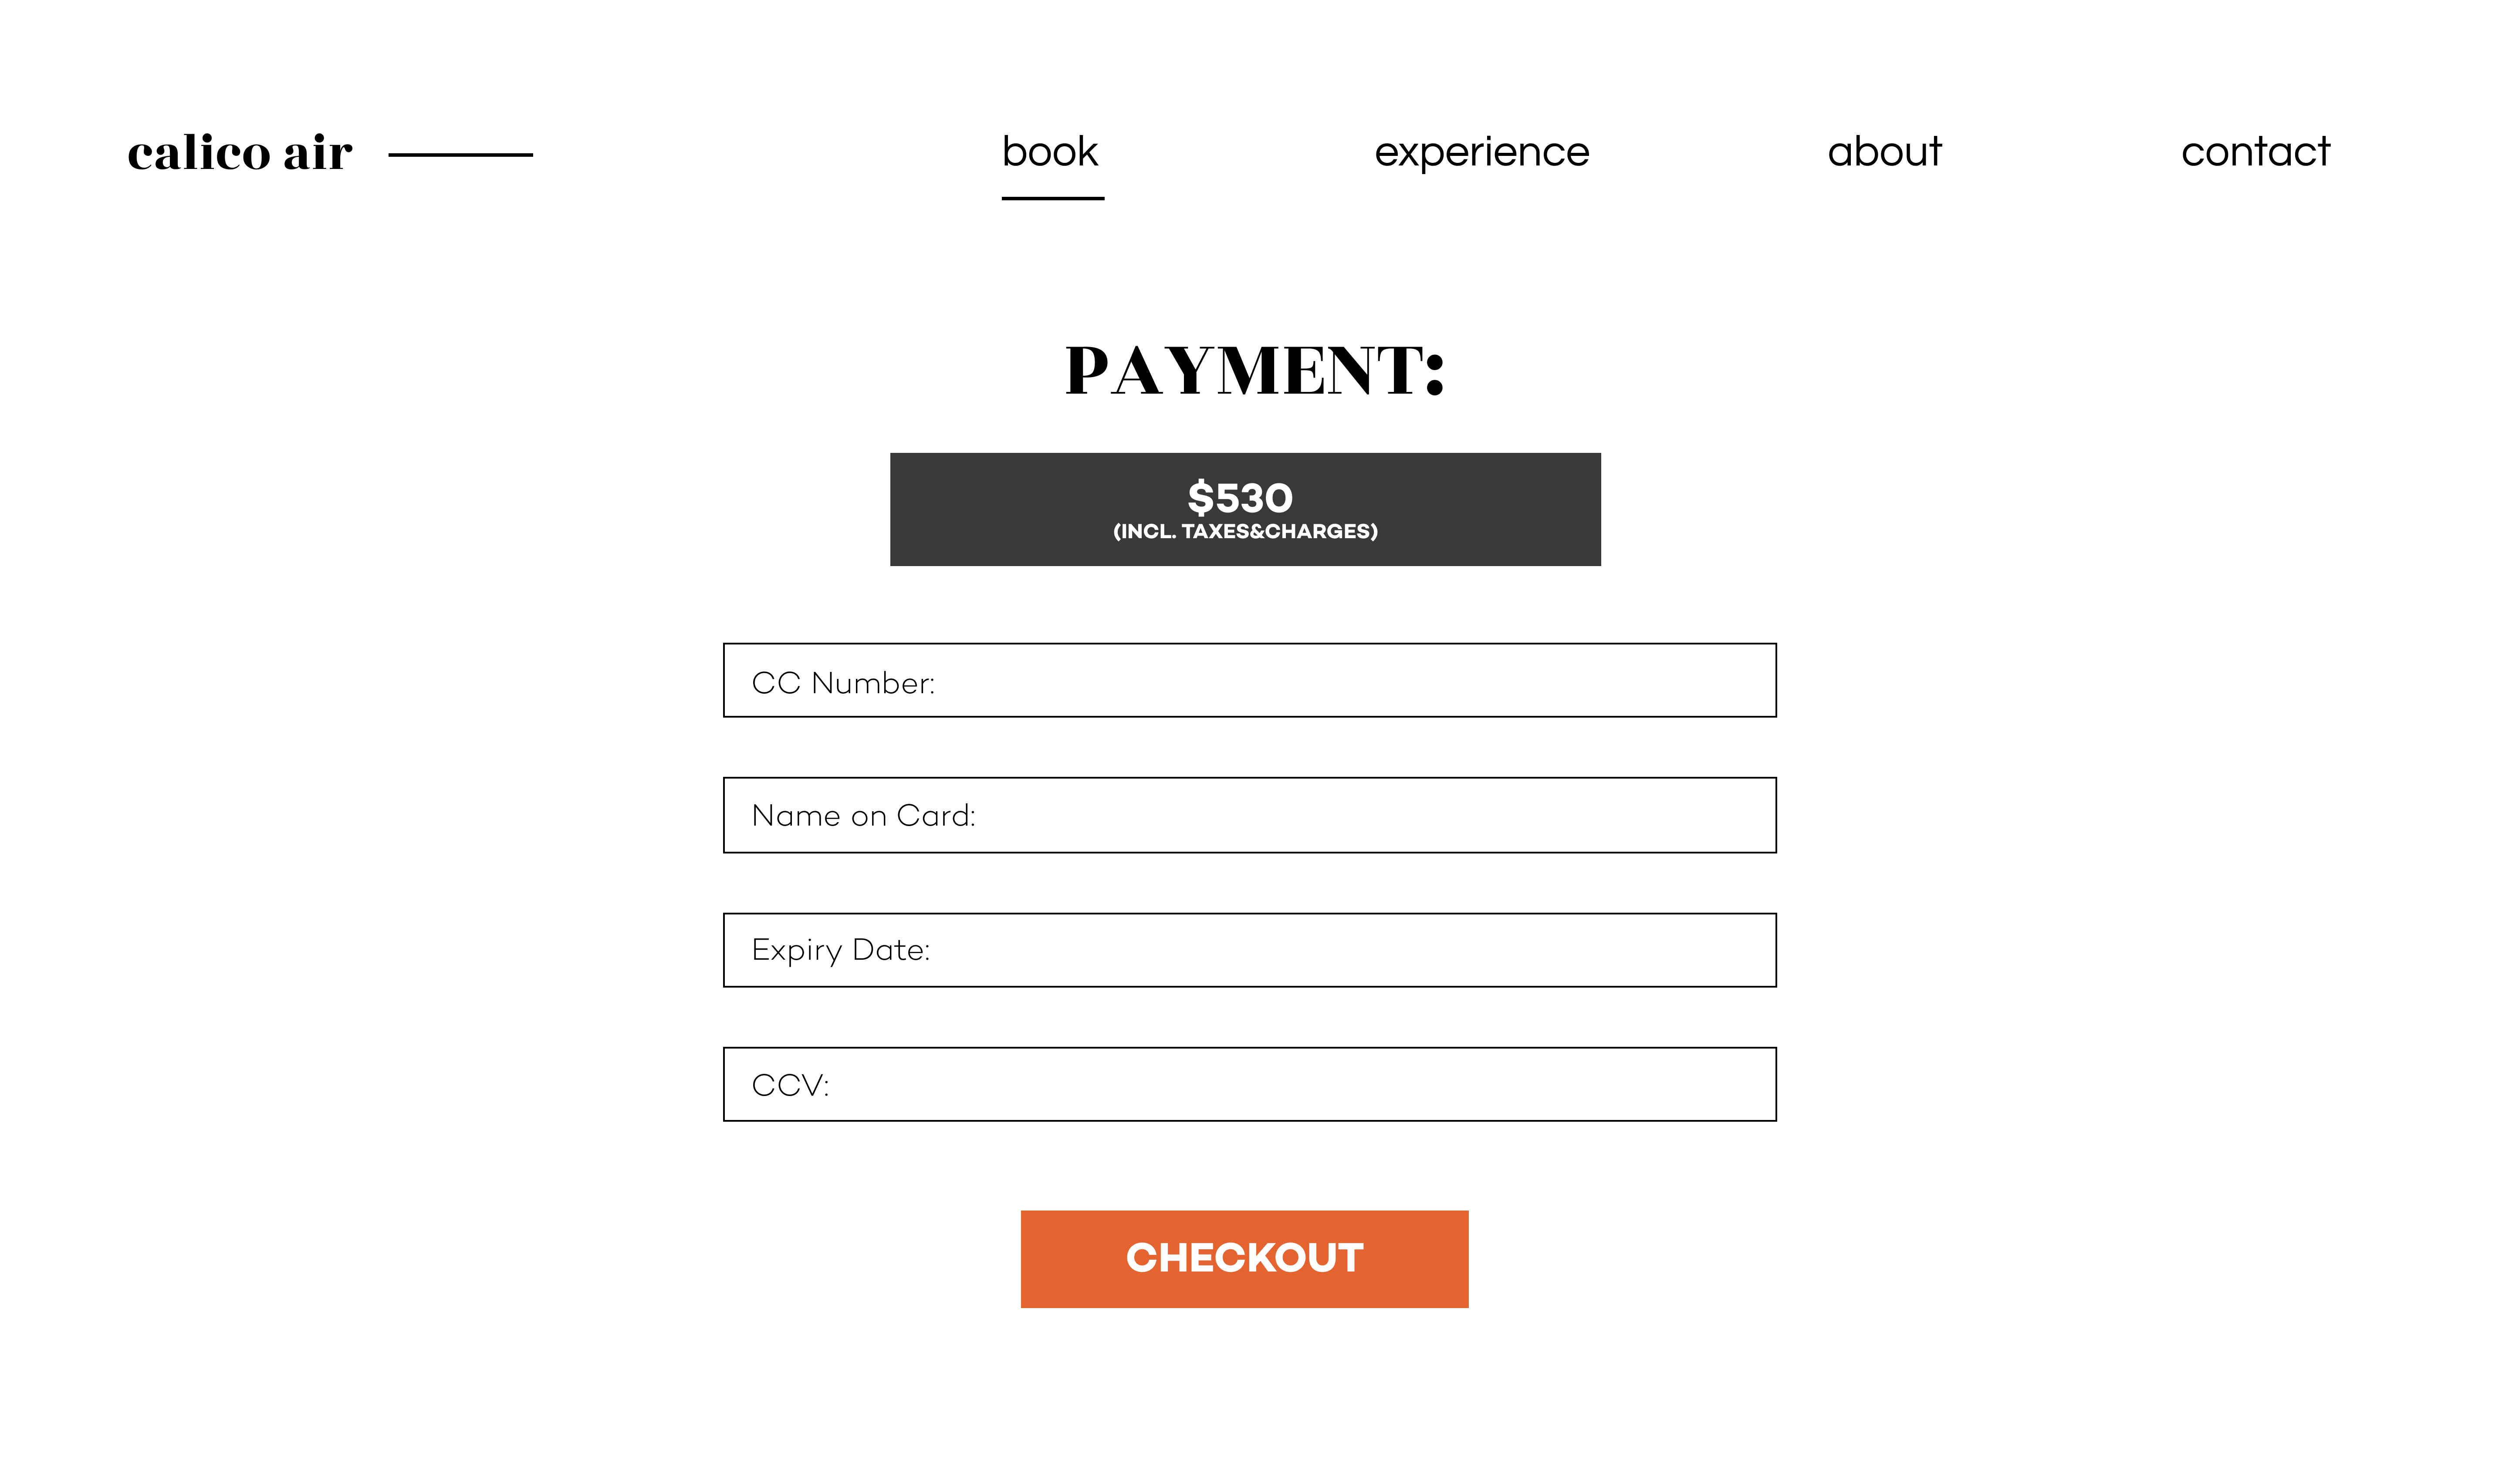 calico air
book experience about contact
PAYMENT:
$530
(INCL. TAXES&CHARGES)
CC Number:
Name on Card:
Expiry Date:
CCV:
CHECKOUT